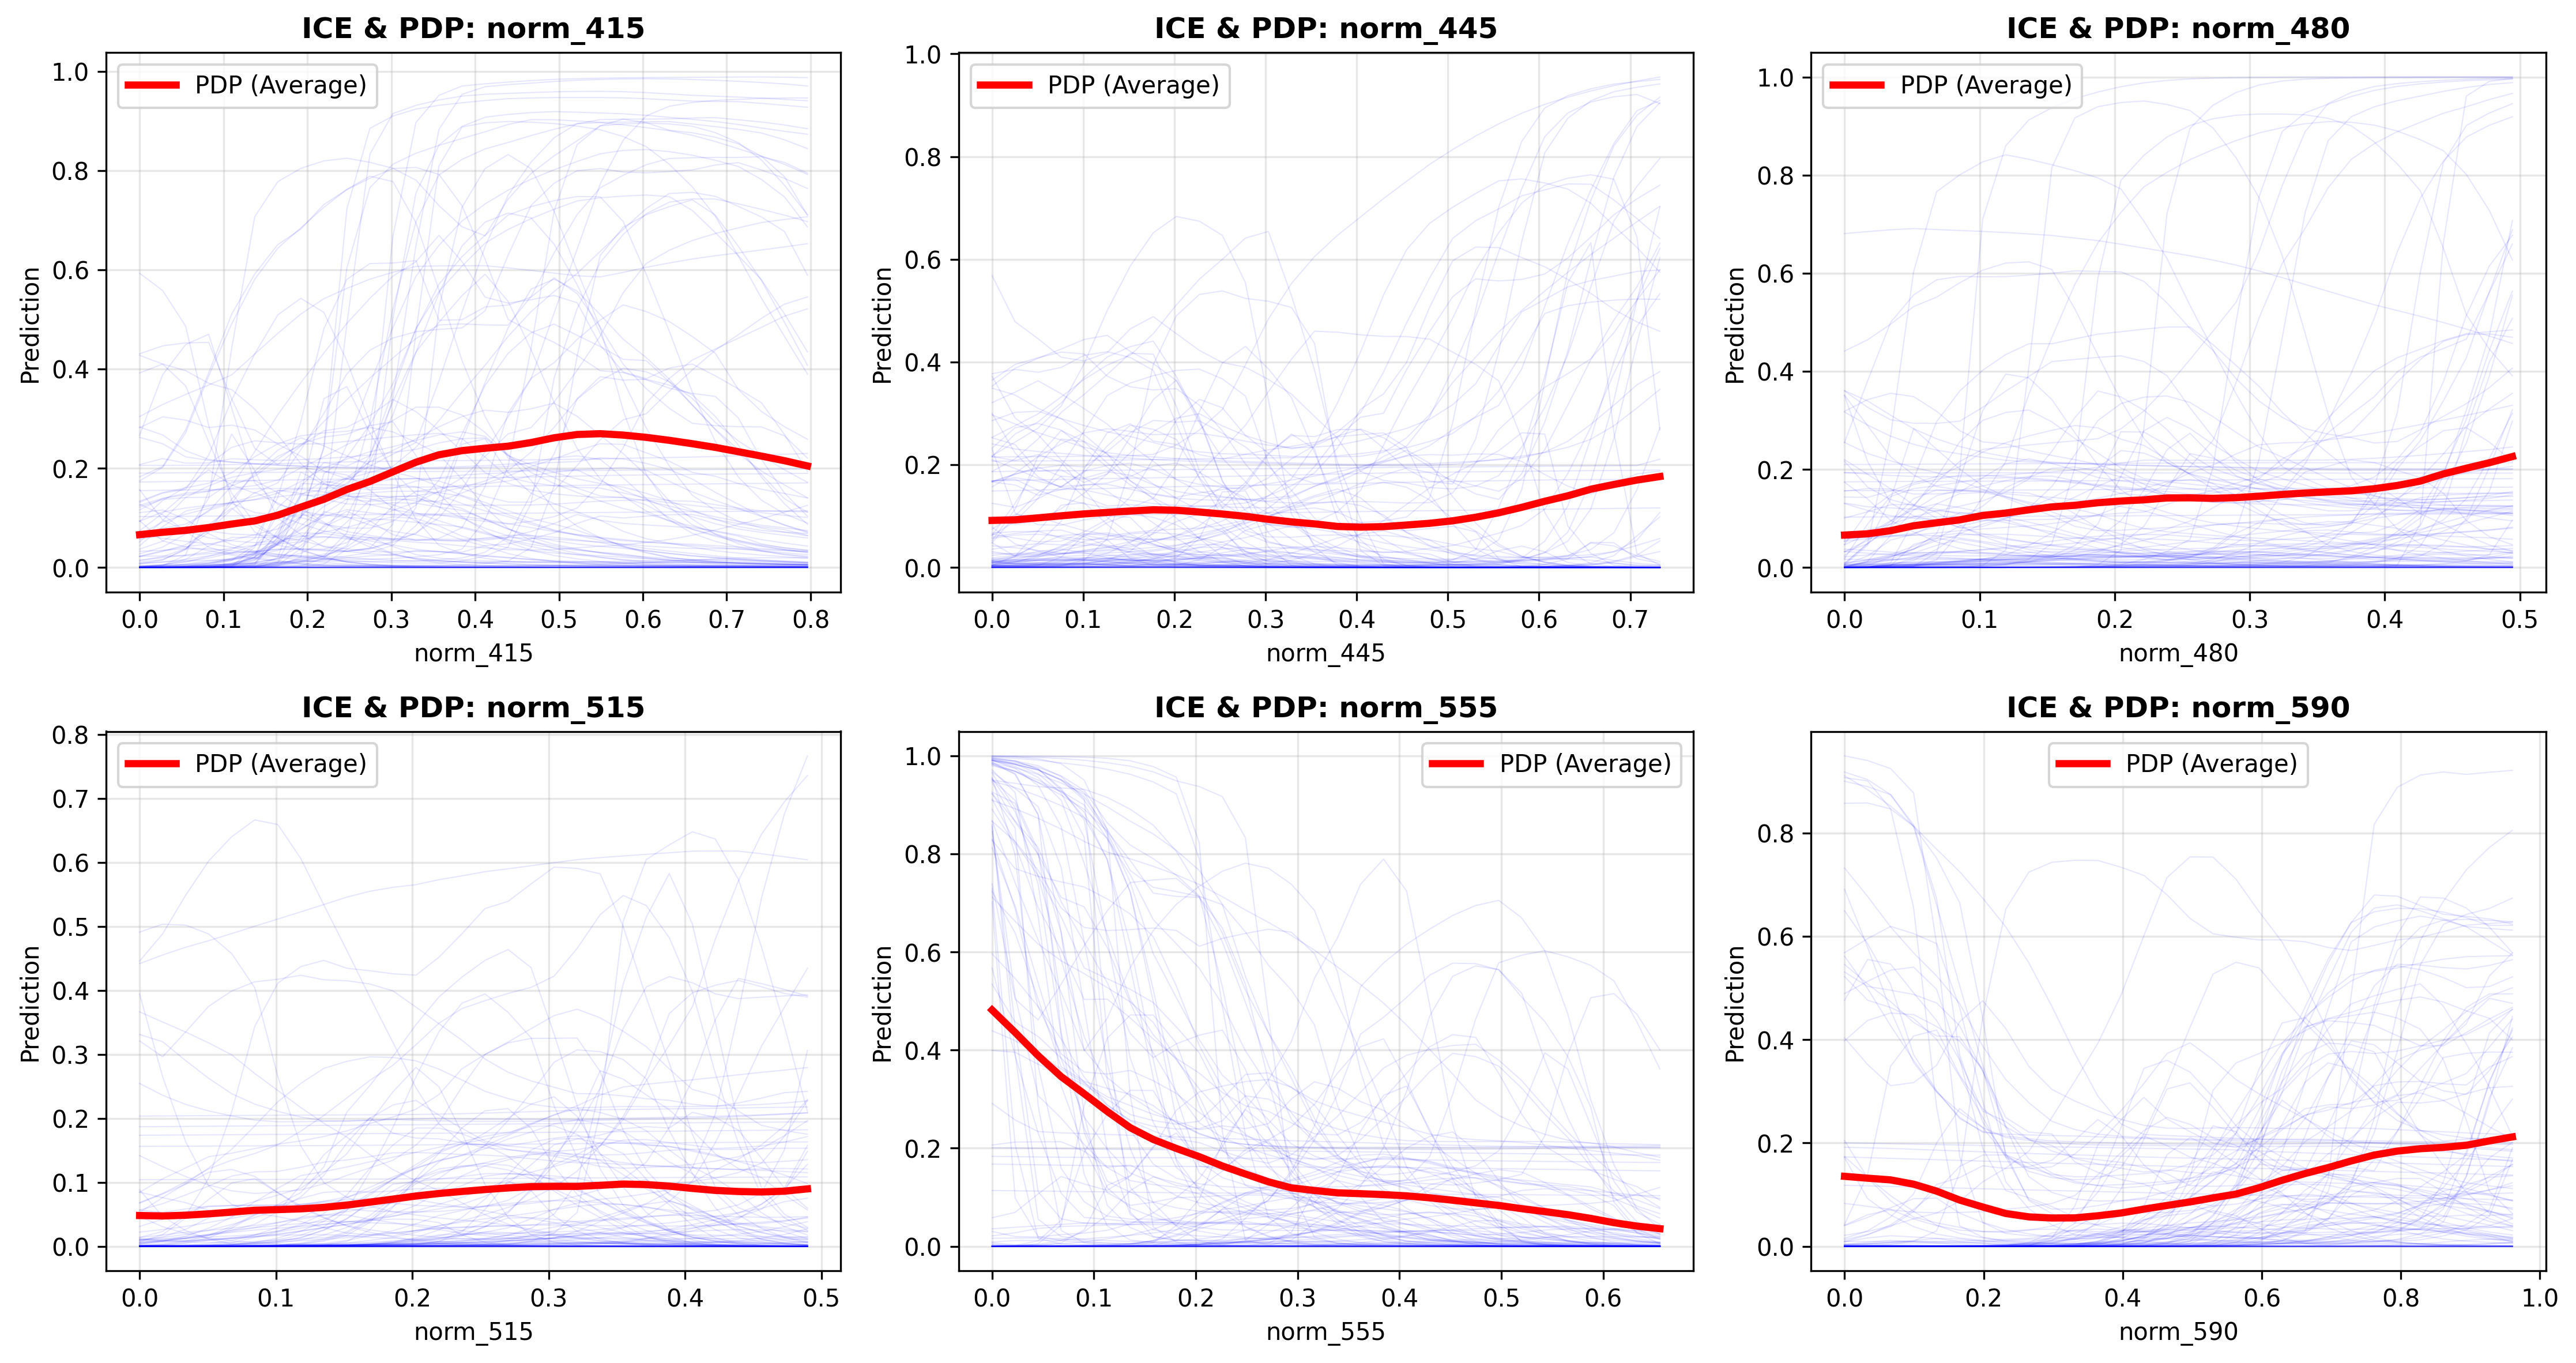 ICE & PDP: norm_415
PDP (Average)
Prediction
1.0
0.8
0.6
0.4
0.2
0.0
0.0 0.1 0.2 0.3 0.4 0.5 0.6 0.7 0.8
norm_415
ICE & PDP: norm_445
PDP (Average)
Prediction
1.0
0.8
0.6
0.4
0.2
0.0
0.0 0.1 0.2 0.3 0.4 0.5 0.6 0.7
norm_445
ICE & PDP: norm_480
PDP (Average)
Prediction
1.0
0.8
0.6
0.4
0.2
0.0
0.0 0.1 0.2 0.3 0.4 0.5
norm_480
ICE & PDP: norm_515
PDP (Average)
Prediction
0.8
0.7
0.6
0.5
0.4
0.3
0.2
0.1
0.0
0.0 0.1 0.2 0.3 0.4 0.5
norm_515
ICE & PDP: norm_555
PDP (Average)
Prediction
1.0
0.8
0.6
0.4
0.2
0.0
0.0 0.1 0.2 0.3 0.4 0.5 0.6
norm_555
ICE & PDP: norm_590
PDP (Average)
Prediction
0.8
0.6
0.4
0.2
0.0
0.0 0.2 0.4 0.6 0.8 1.0
norm_590